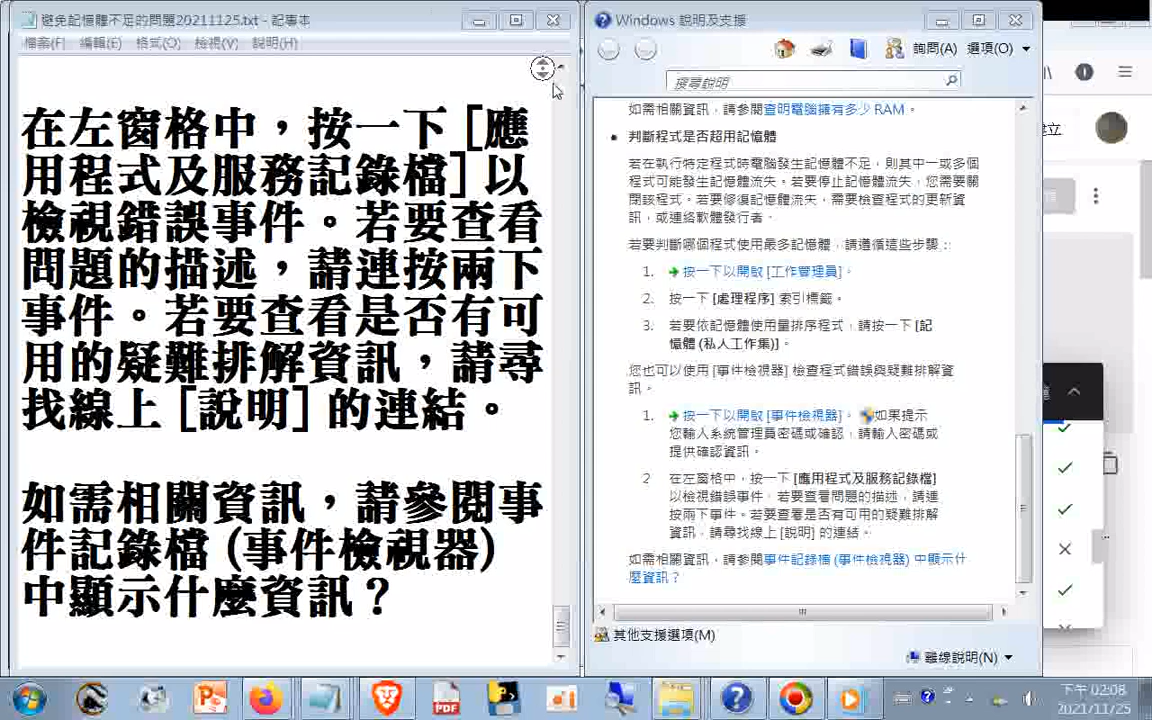 避免記憶體不足的問題20211125.txt - 記事本
檔案(F) 編輯(E) 格式(O) 檢視(V) 說明(H)
在左窗格中，按一下 [應
用程式及服務記錄檔] 以
檢視錯誤事件。若要查看
問題的描述，請連按兩下
事件。若要查看是否有可
用的疑難排解資訊，請尋
找線上 [說明] 的連結。
如需相關資訊，請參閱事
件記錄檔 (事件檢視器)
中顯示什麼資訊？
Windows 說明及支援
詢問(A) 選項(O)
搜尋說明
如需相關資訊，請參閱查明電腦擁有多少 RAM。
判斷程式是否超用記憶體
若在執行特定程式時電腦發生記憶體不足，則其中一或多個
程式可能發生記憶體流失。若要停止記憶體流失，您需要關
閉該程式。若要修復記憶體流失，需要檢查程式的更新資
訊，或連絡軟體發行者。
若要判斷哪個程式使用最多記憶體，請遵循這些步驟：:
1. 按一下以開啟 [工作管理員]。
2. 按一下 [處理程序] 索引標籤。
3. 若要依記憶體使用量排序程式，請按一下 [記
憶體 (私人工作集)]。
您也可以使用 [事件檢視器] 檢查程式錯誤與疑難排解資
訊。
1. 按一下以開啟 [事件檢視器]。 如果提示
您輸入系統管理員密碼或確認，請輸入密碼或
提供確認資訊。
2 在左窗格中，按一下 [應用程式及服務記錄檔]
以檢視錯誤事件。若要查看問題的描述，請連
按兩下事件。若要查看是否有可用的疑難排解
資訊，請尋找線上 [說明] 的連結。
如需相關資訊，請參閱事件記錄檔 (事件檢視器) 中顯示什
麼資訊？
其他支援選項(M)
離線說明(N)
建立
PDF
下午 02:08
2021/11/25